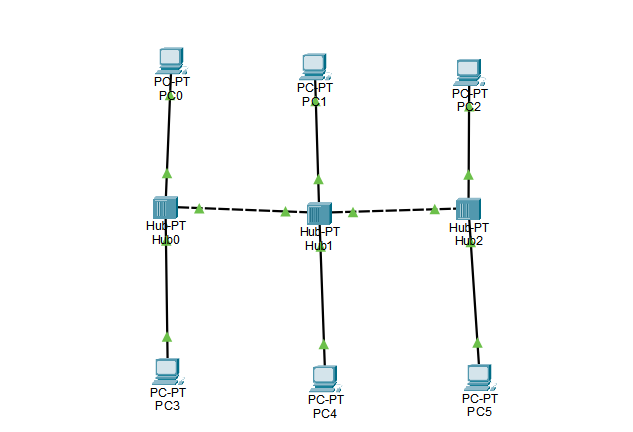 PC-PT
PC0
PC-PT
PC1
PC-PT
PC2
Hub-PT
Hub0
Hub-PT
Hub1
Hub-PT
Hub2
PC-PT
PC3
PC-PT
PC4
PC-PT
PC5